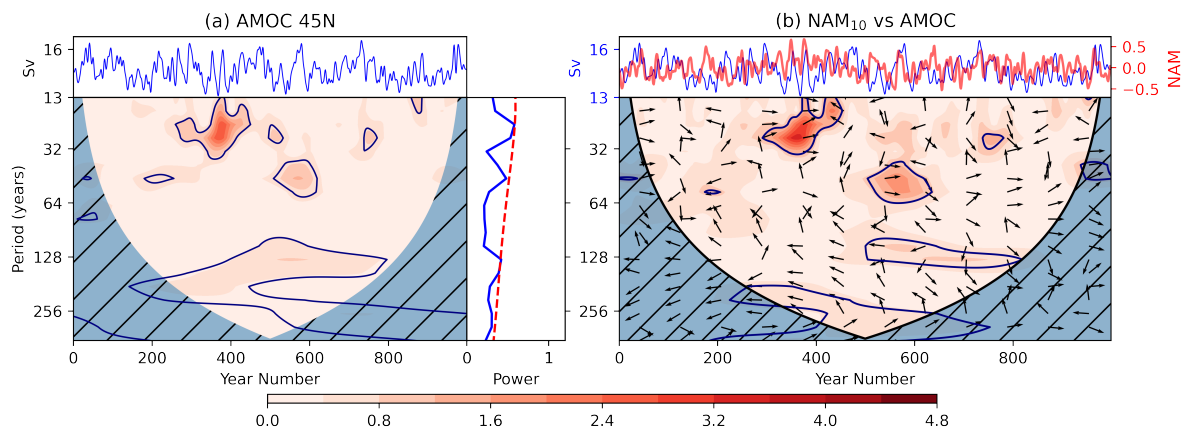 (a) AMOC 45N
(b) NAM₁₀ vs AMOC
Sv
16
13
32
64
128
256
Period (years)
0 200 400 600 800 0 1
Year Number
Power
Sv
16
13
32
64
128
256
0.5
0.0
−0.5
NAM
0 200 400 600 800
Year Number
0.0 0.8 1.6 2.4 3.2 4.0 4.8